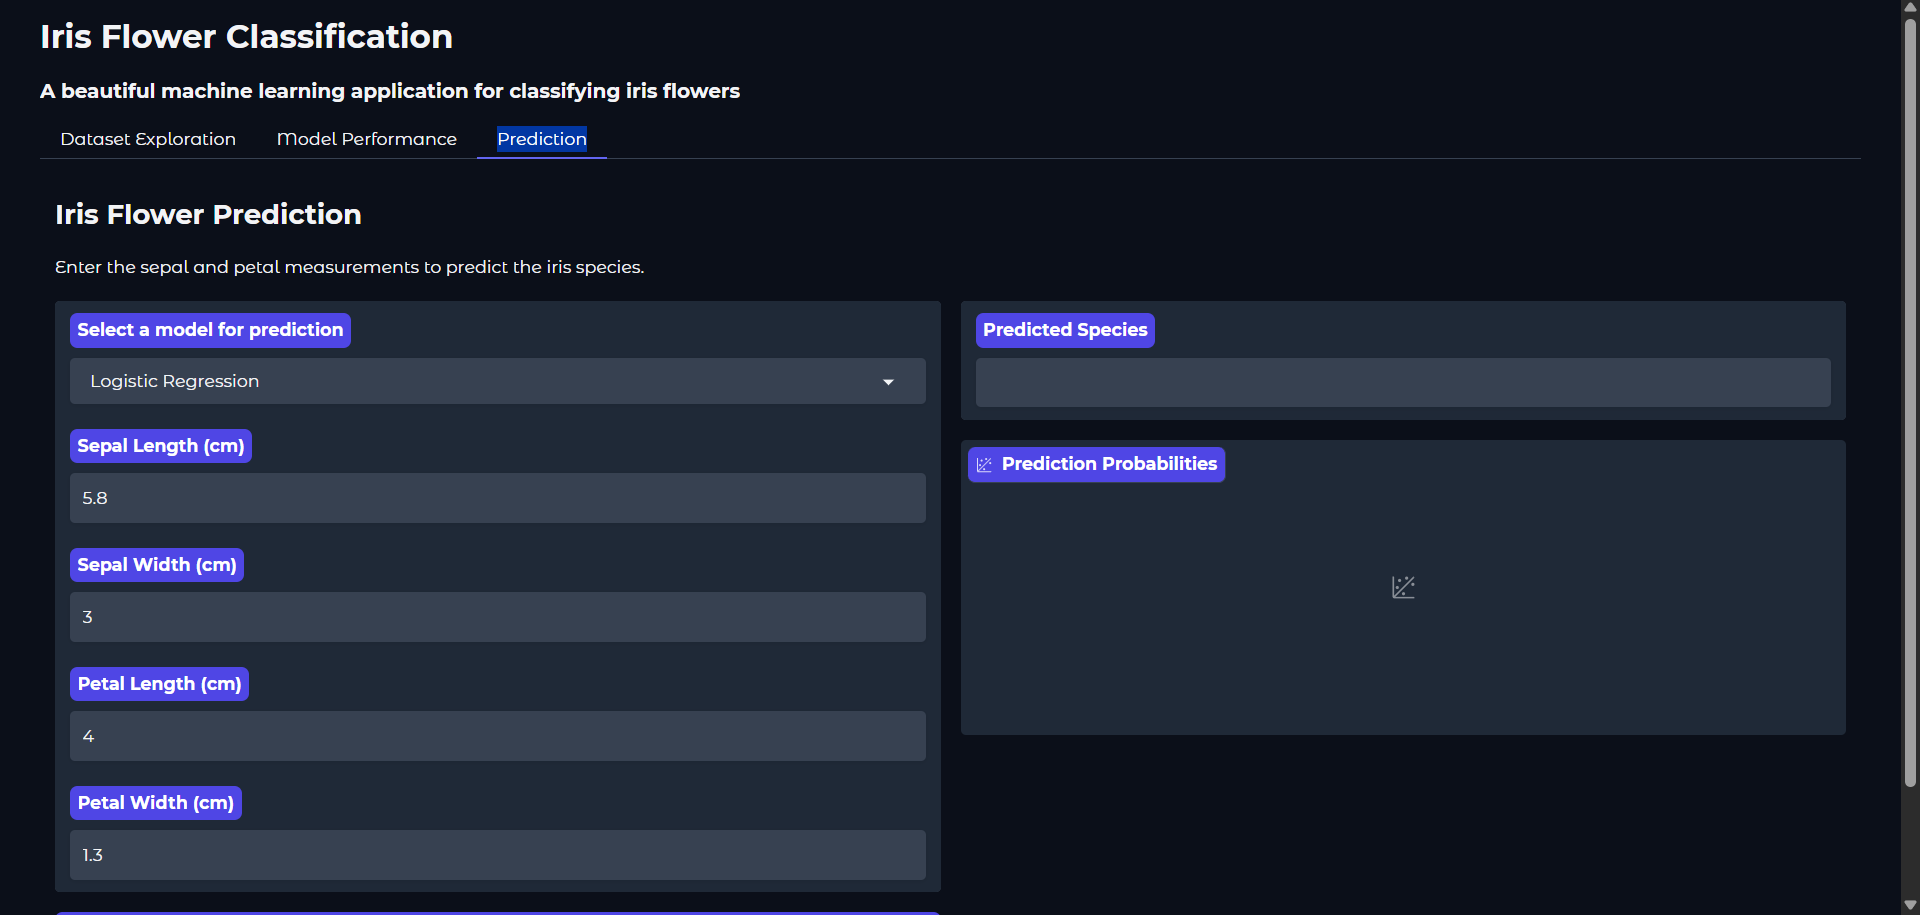 Iris Flower Classification
A beautiful machine learning application for classifying iris flowers
Dataset Exploration
Model Performance
Prediction
Iris Flower Prediction
Enter the sepal and petal measurements to predict the iris species.
Select a model for prediction
Logistic Regression
Sepal Length (cm)
5.8
Sepal Width (cm)
3
Petal Length (cm)
4
Petal Width (cm)
1.3
Predicted Species
Prediction Probabilities